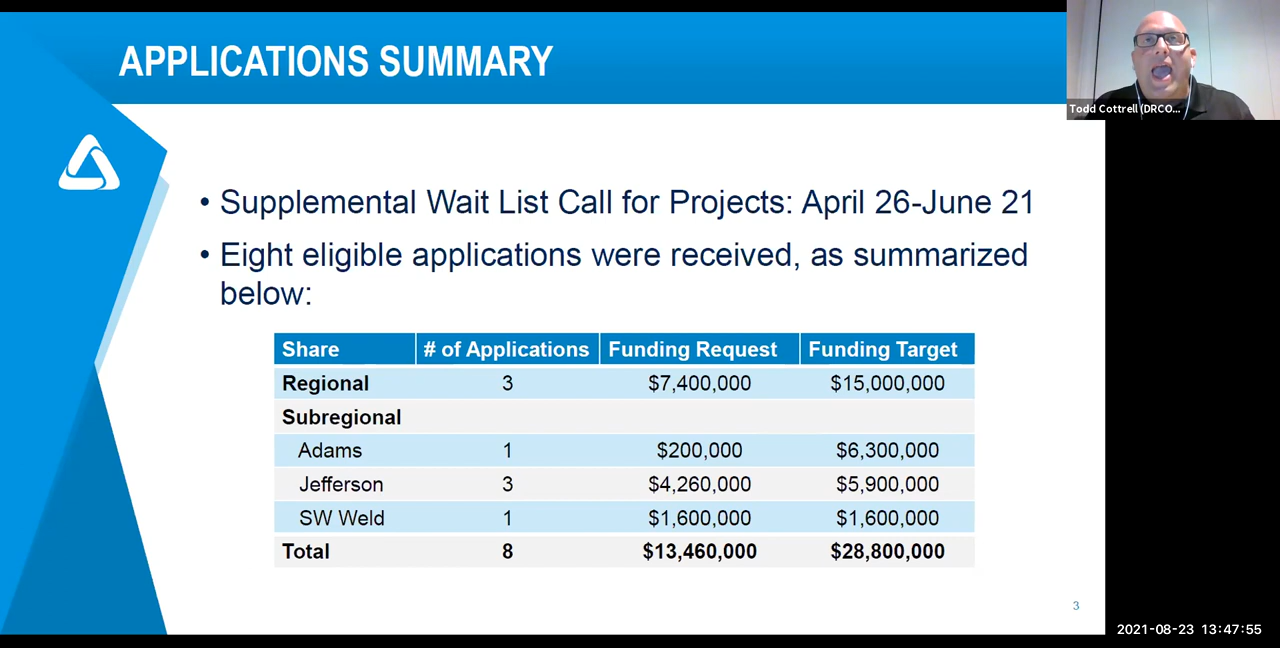 APPLICATIONS SUMMARY
Todd Cottrell (DRCO...
• Supplemental Wait List Call for Projects: April 26-June 21
• Eight eligible applications were received, as summarized
below:
Share # of Applications Funding Request Funding Target
Regional 3 $7,400,000 $15,000,000
Subregional
Adams 1 $200,000 $6,300,000
Jefferson 3 $4,260,000 $5,900,000
SW Weld 1 $1,600,000 $1,600,000
Total 8 $13,460,000 $28,800,000
3
2021-08-23 13:47:55